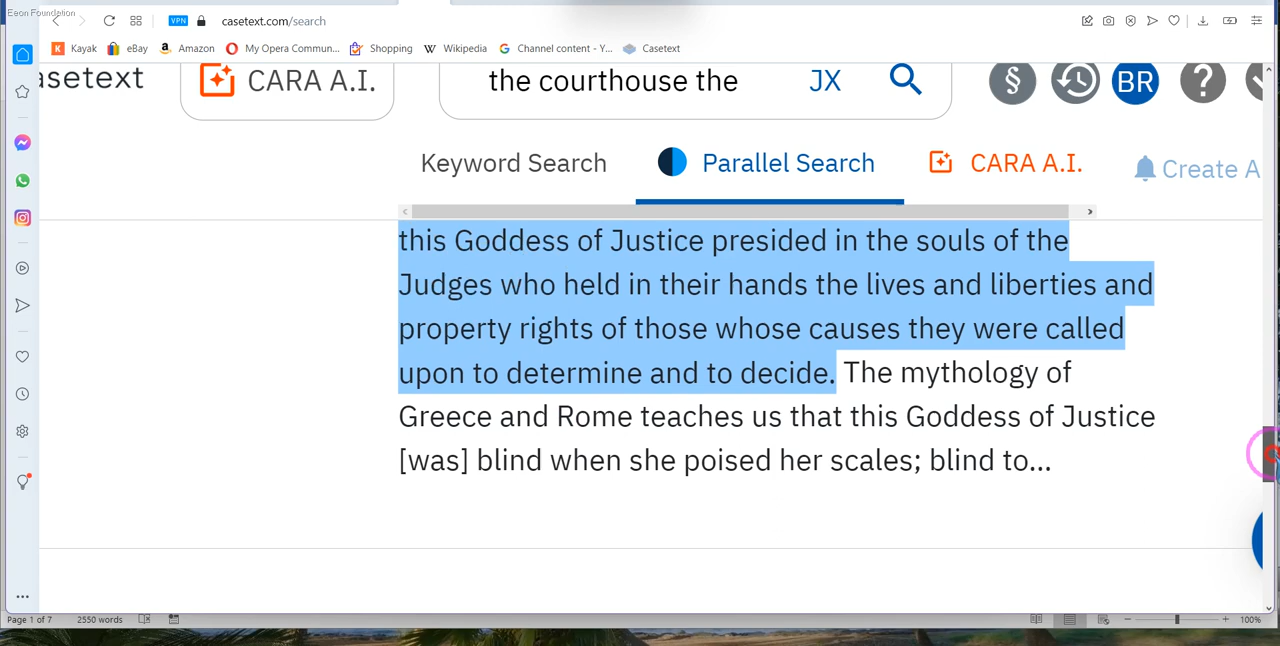 Eeon Foundation
VPN casetext.com/search
Kayak eBay Amazon My Opera Commun... Shopping Wikipedia Channel content - Y... Casetext
asetext CARA A.I. the courthouse the JX § BR ?
Keyword Search Parallel Search CARA A.I. Create A
this Goddess of Justice presided in the souls of the
Judges who held in their hands the lives and liberties and
property rights of those whose causes they were called
upon to determine and to decide. The mythology of
Greece and Rome teaches us that this Goddess of Justice
[was] blind when she poised her scales; blind to...
Page 1 of 7 2550 words 100%